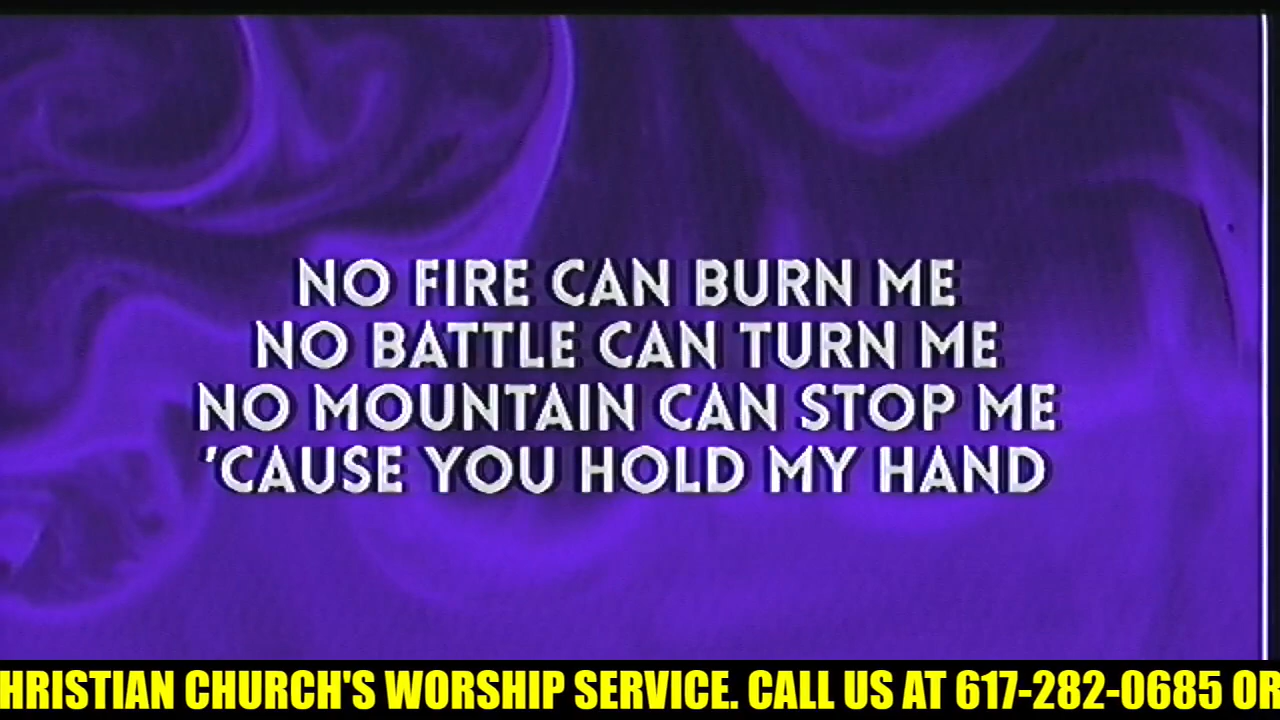 NO FIRE CAN BURN ME
NO BATTLE CAN TURN ME
NO MOUNTAIN CAN STOP ME
'CAUSE YOU HOLD MY HAND
HRISTIAN CHURCH'S WORSHIP SERVICE. CALL US AT 617-282-0685 OR